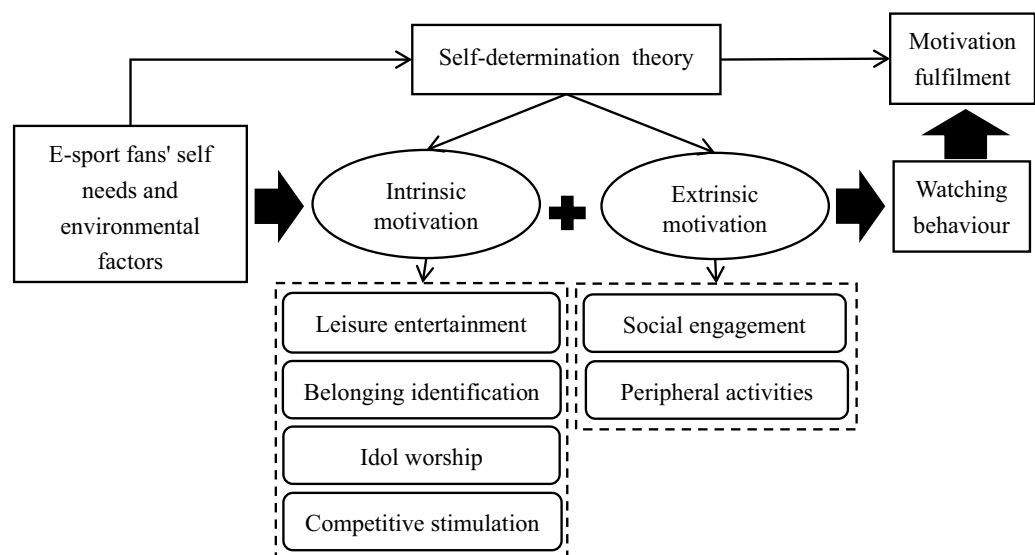 Self-determination theory
Motivation
fulfilment
E-sport fans' self
needs and
environmental
factors
Intrinsic
motivation
Extrinsic
motivation
Watching
behaviour
Leisure entertainment
Belonging identification
Idol worship
Competitive stimulation
Social engagement
Peripheral activities